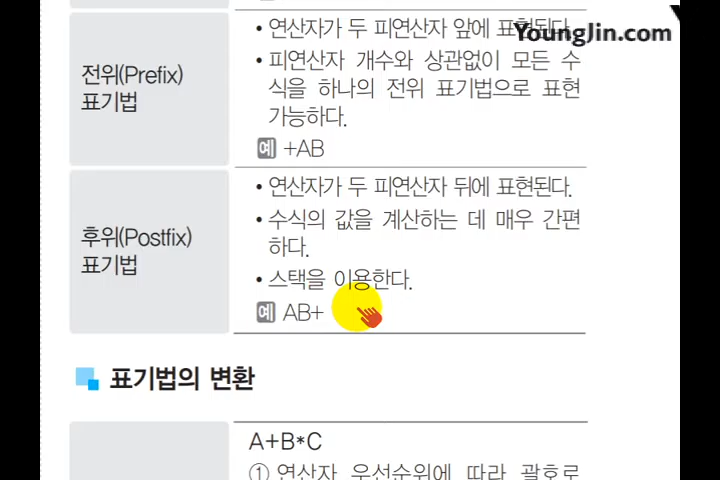 • 연산자가 두 피연산자 앞에 표현된다.
YoungJin.com
전위(Prefix)
표기법
• 피연산자 개수와 상관없이 모든 수
식을 하나의 전위 표기법으로 표현
가능하다.
예 +AB
후위(Postfix)
표기법
• 연산자가 두 피연산자 뒤에 표현된다.
• 수식의 값을 계산하는 데 매우 간편
하다.
• 스택을 이용한다.
예 AB+
표기법의 변환
A+B*C
① 연산자 우선순위에 따라 괄호로